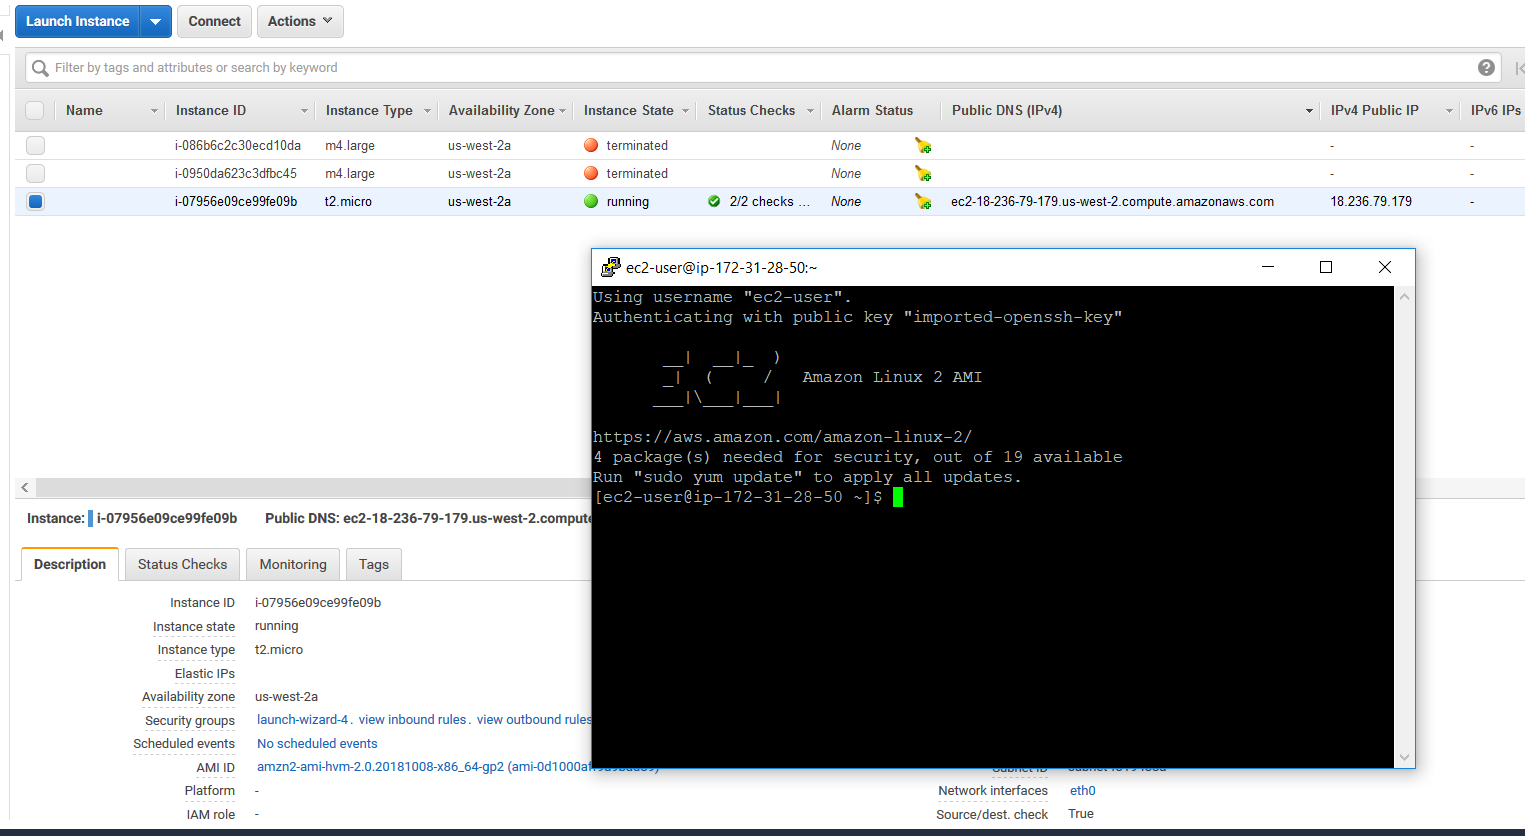 Launch Instance Connect Actions
Filter by tags and attributes or search by keyword
Name Instance ID Instance Type Availability Zone Instance State Status Checks Alarm Status Public DNS (IPv4) IPv4 Public IP IPv6 IPs
i-086b6c2c30ecd10da m4.large us-west-2a terminated None - -
i-0950da623c3dfbc45 m4.large us-west-2a terminated None - -
i-07956e09ce99fe09b t2.micro us-west-2a running 2/2 checks ... None ec2-18-236-79-179.us-west-2.compute.amazonaws.com 18.236.79.179 -
ec2-user@ip-172-31-28-50:~
Using username "ec2-user".
Authenticating with public key "imported-openssh-key"
__|  __|_  )
_|  (     /   Amazon Linux 2 AMI
___|\___|___|
https://aws.amazon.com/amazon-linux-2/
4 package(s) needed for security, out of 19 available
Run "sudo yum update" to apply all updates.
[ec2-user@ip-172-31-28-50 ~]$
Instance: i-07956e09ce99fe09b Public DNS: ec2-18-236-79-179.us-west-2.compute
Description Status Checks Monitoring Tags
Instance ID i-07956e09ce99fe09b
Instance state running
Instance type t2.micro
Elastic IPs
Availability zone us-west-2a
Security groups launch-wizard-4. view inbound rules. view outbound rules
Scheduled events No scheduled events
AMI ID amzn2-ami-hvm-2.0.20181008-x86_64-gp2
Subnet ID
Platform - Network interfaces eth0
IAM role - Source/dest. check True